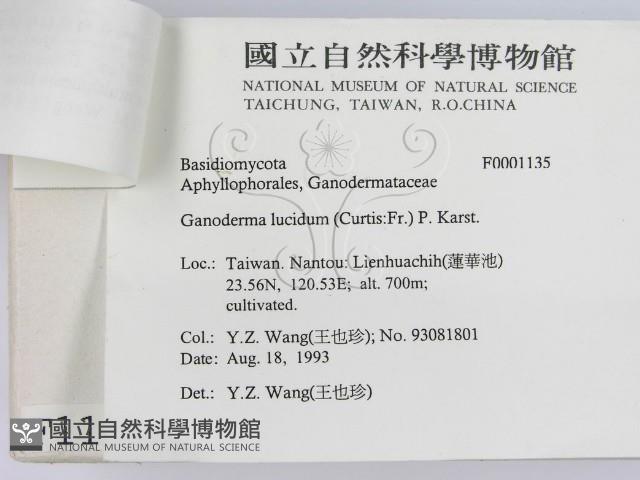 國立自然科學博物館
NATIONAL MUSEUM OF NATURAL SCIENCE
TAICHUNG, TAIWAN, R.O.CHINA
Basidiomycota F0001135
Aphyllophorales, Ganodermataceae
Ganoderma lucidum (Curtis:Fr.) P. Karst.
Loc.: Taiwan. Nantou: Lienhuachih(蓮華池)
23.56N, 120.53E; alt. 700m;
cultivated.
Col.: Y.Z. Wang(王也珍); No. 93081801
Date: Aug. 18, 1993
Det.: Y.Z. Wang(王也珍)
11
國立自然科學博物館
NATIONAL MUSEUM OF NATURAL SCIENCE